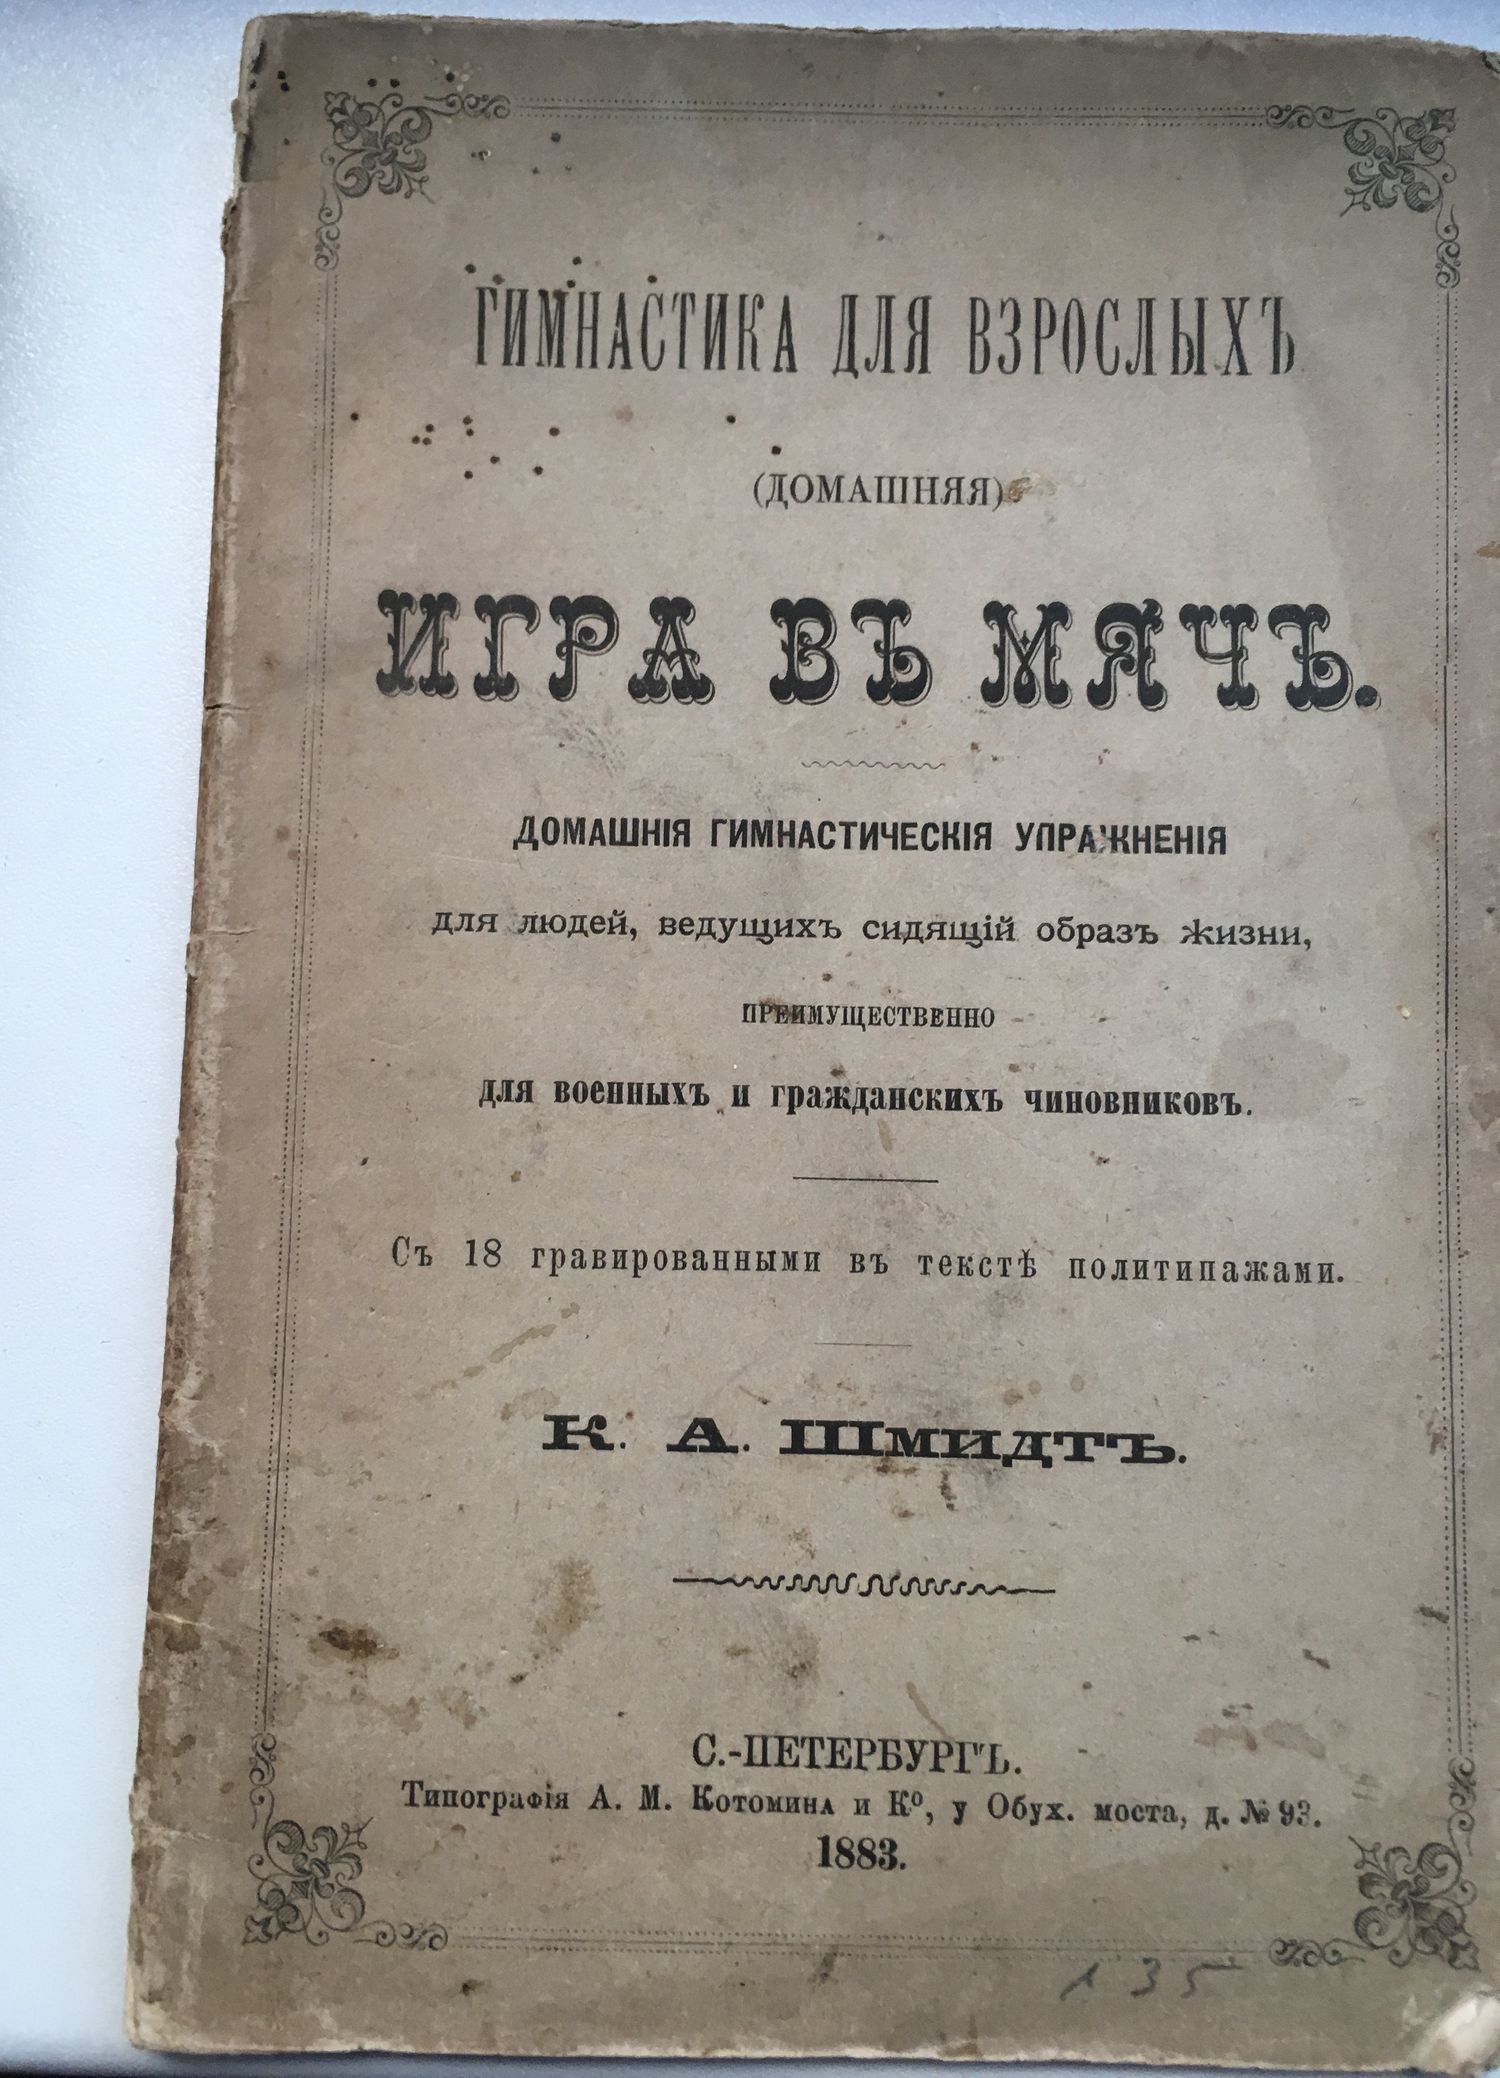 ГИМНАСТИКА ДЛЯ ВЗРОСЛЫХЪ
(ДОМАШНЯЯ)
ИГРА ВЪ МЯЧЪ.
ДОМАШНІЯ ГИМНАСТИЧЕСКІЯ УПРАЖНЕНІЯ
для людей, ведущихъ сидящій образъ жизни,
ПРЕИМУЩЕСТВЕННО
для военныхъ и гражданскихъ чиновниковъ.
Съ 18 гравированными въ текстѣ политипажами.
К. А. Шмидтъ.
С.-ПЕТЕРБУРГЪ.
Типографія А. М. Котомина и Ко, у Обух. моста, д. № 93.
1883.
135